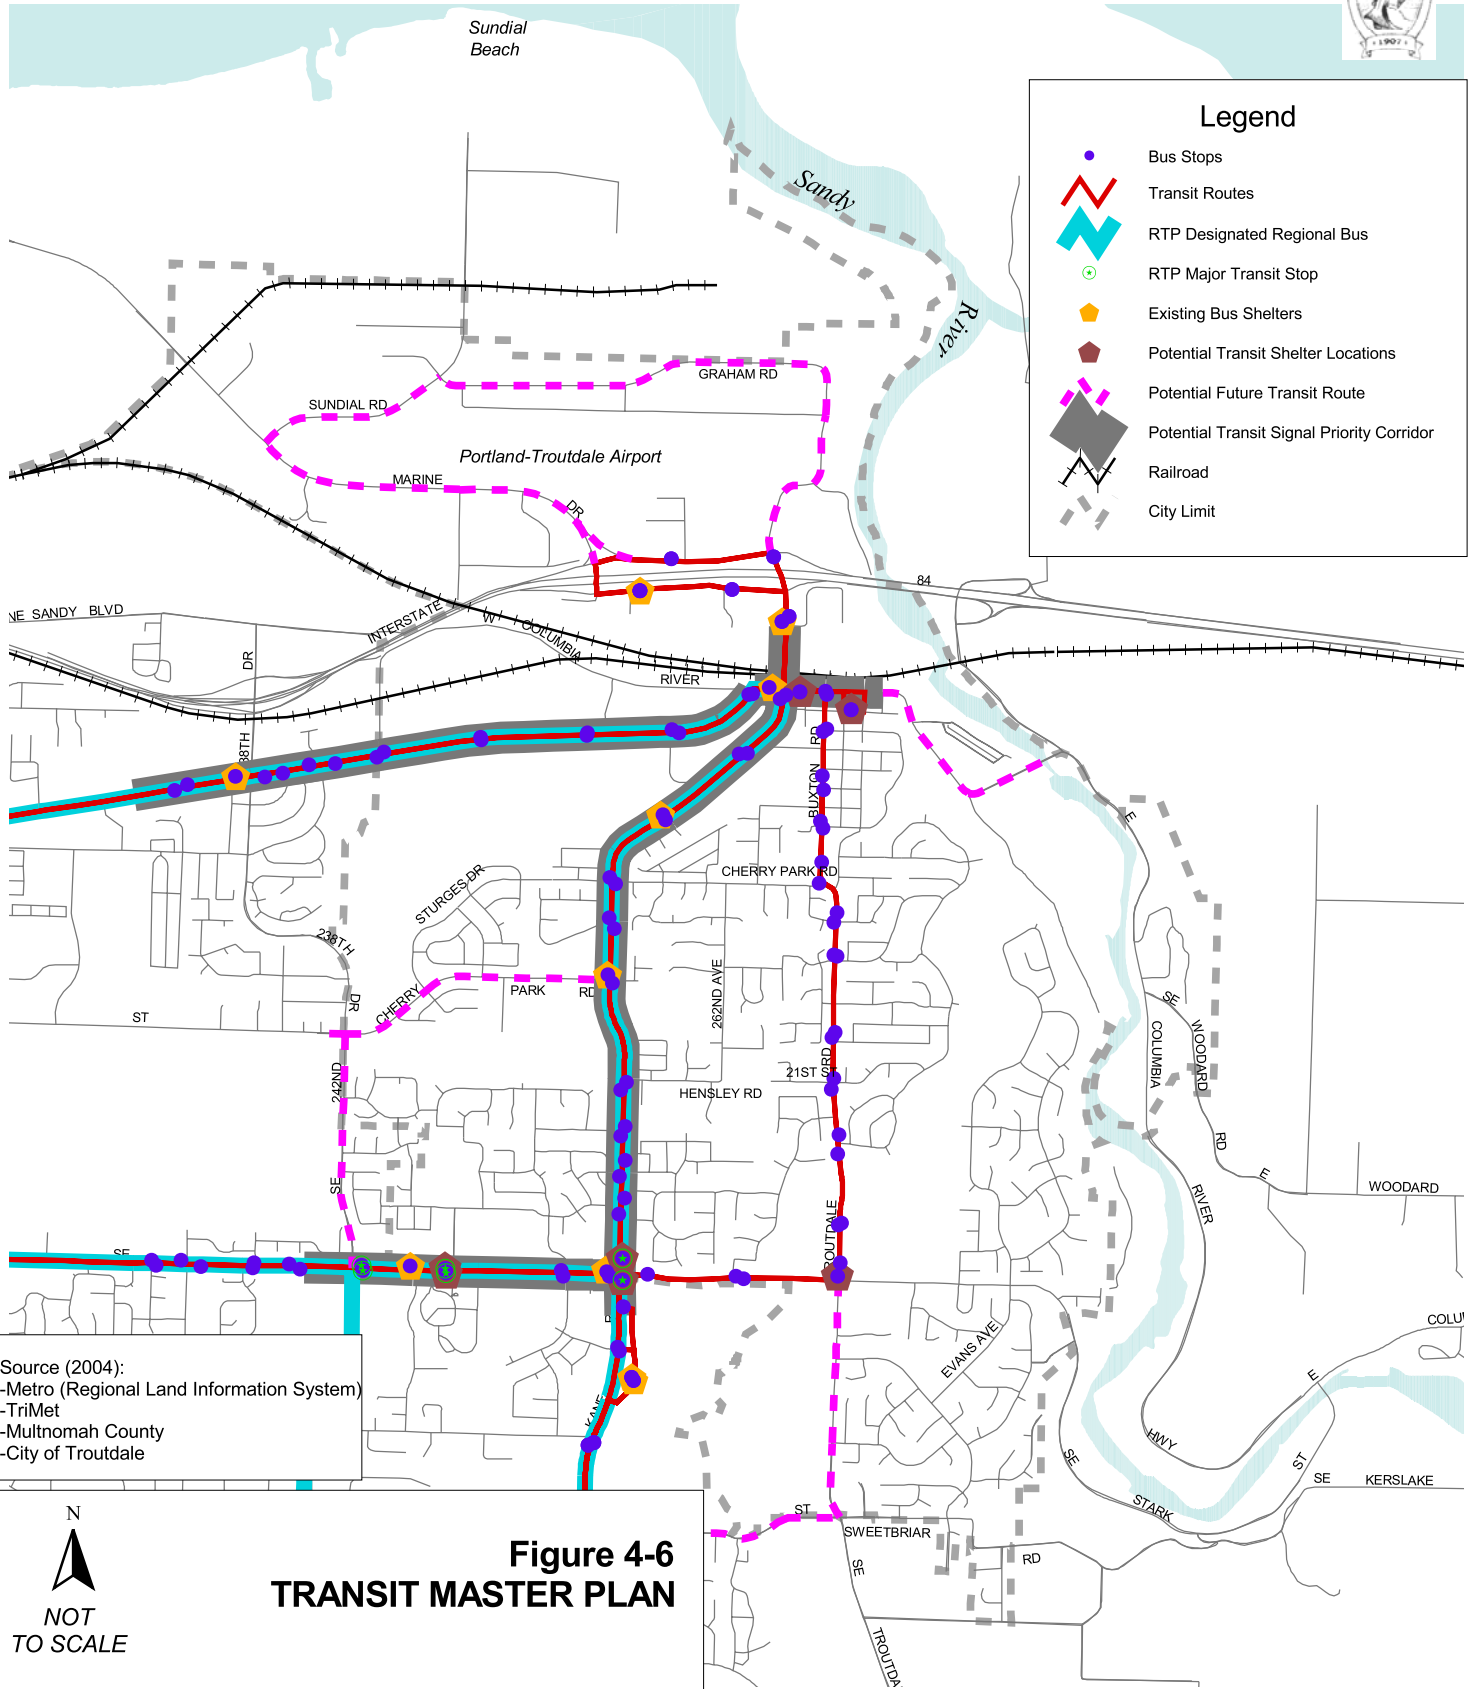 Sundial
Beach
1907
Legend
Bus Stops
Transit Routes
RTP Designated Regional Bus
RTP Major Transit Stop
Existing Bus Shelters
Potential Transit Shelter Locations
Potential Future Transit Route
Potential Transit Signal Priority Corridor
Railroad
City Limit
Sandy
River
GRAHAM RD
SUNDIAL RD
Portland-Troutdale Airport
MARINE
DR
84
NE SANDY BLVD
INTERSTATE
W
COLUMBIA
RIVER
DR
38TH
RD
BUXTON
E
CHERRY PARK RD
STURGES DR
238TH
DR
262ND AVE
CHERRY
PARK
RD
ST
SE
WOODARD
RD
COLUMBIA
242ND
RD
21ST ST
HENSLEY RD
E
WOODARD
SE
RIVER
ROUTDALE
SE
EVANS AVE
COLU
KANE
E
HWY
SE
ST
SE
KERSLAKE
STARK
ST
SWEETBRIAR
RD
SE
TROUTDA
Source (2004):
-Metro (Regional Land Information System)
-TriMet
-Multnomah County
-City of Troutdale
N
NOT
TO SCALE
Figure 4-6
TRANSIT MASTER PLAN